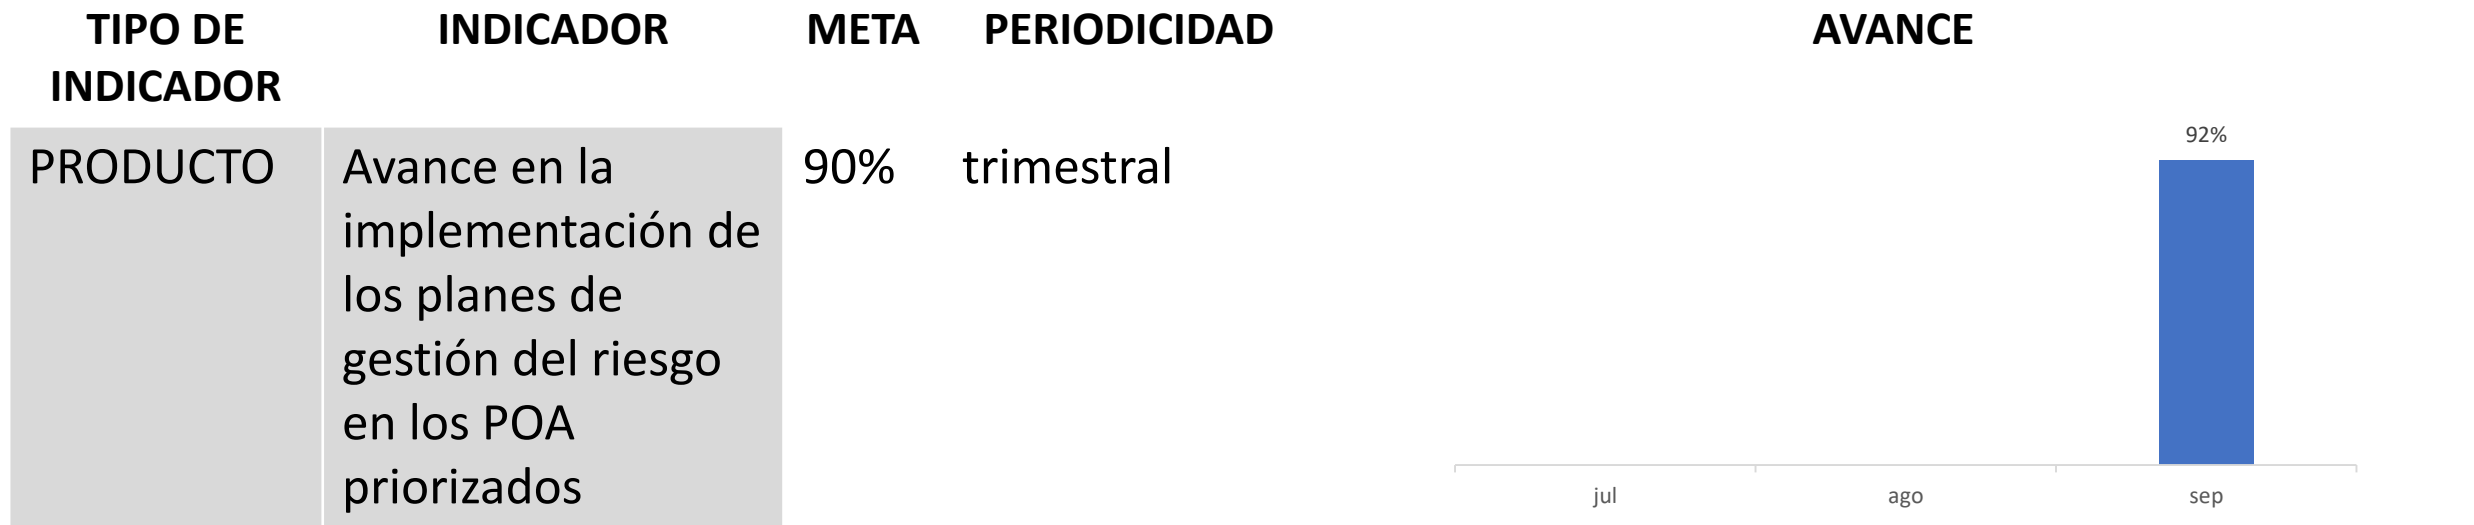 TIPO DE
INDICADOR
INDICADOR
META
PERIODICIDAD
AVANCE
PRODUCTO
Avance en la
implementación de
los planes de
gestión del riesgo
en los POA
priorizados
90%
trimestral
92%
jul
ago
sep